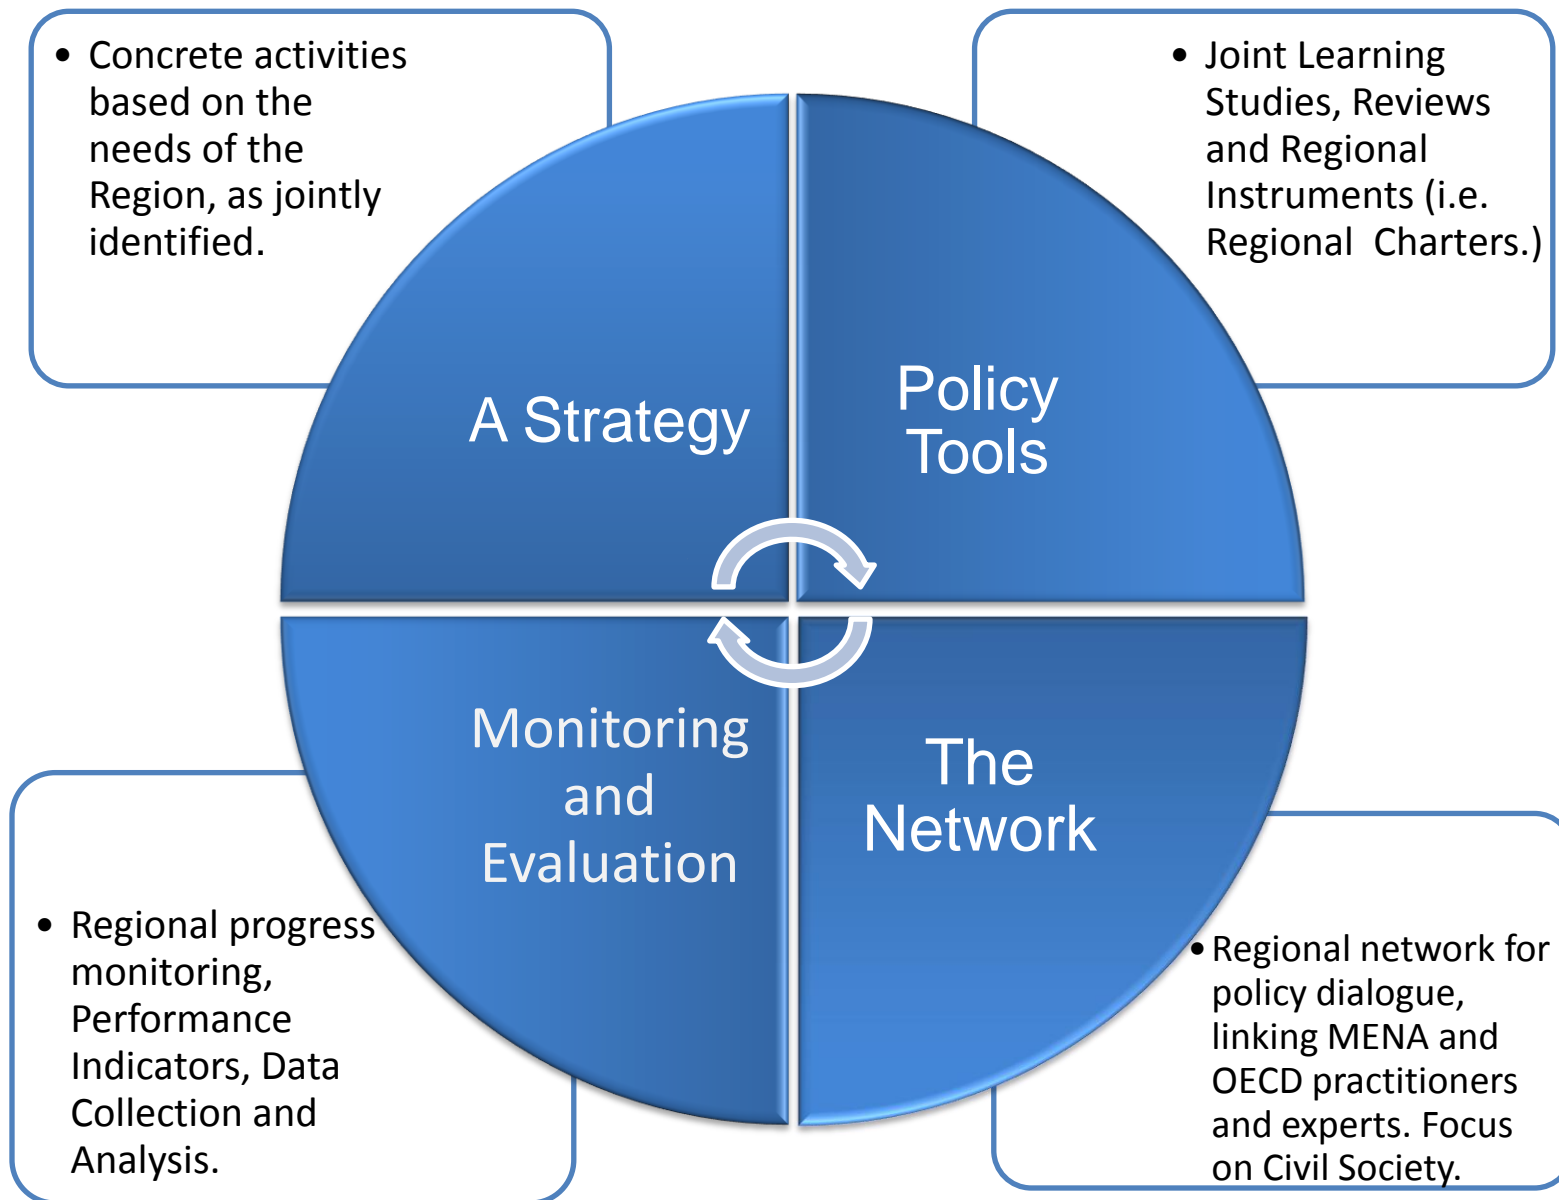 • Concrete activities
based on the
needs of the
Region, as jointly
identified.
• Joint Learning
Studies, Reviews
and Regional
Instruments (i.e.
Regional  Charters.)
A Strategy
Policy
Tools
Monitoring
and
Evaluation
The
Network
• Regional progress
monitoring,
Performance
Indicators, Data
Collection and
Analysis.
• Regional network for
policy dialogue,
linking MENA and
OECD practitioners
and experts. Focus
on Civil Society.